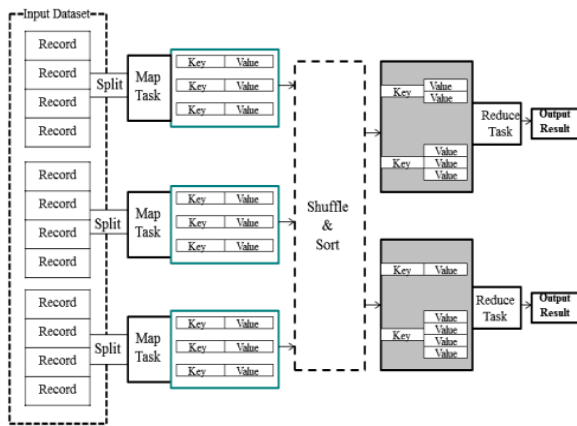 Input Dataset
Record
Record
Record
Record
Split
Map
Task
Key Value
Key Value
Key Value
Record
Record
Record
Record
Split
Map
Task
Key Value
Key Value
Key Value
Record
Record
Record
Record
Split
Map
Task
Key Value
Key Value
Key Value
Shuffle
&
Sort
Key
Value
Value
Key
Value
Value
Value
Reduce
Task
Output
Result
Key Value
Key
Value
Value
Value
Value
Reduce
Task
Output
Result